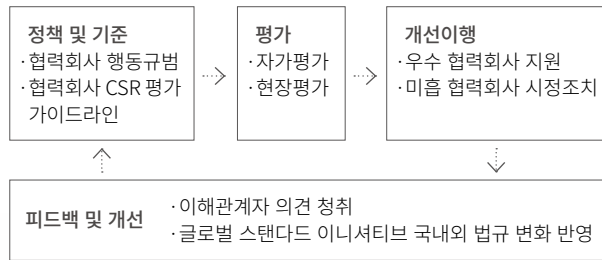 정책 및 기준
·협력회사 행동규범
·협력회사 CSR 평가
가이드라인
평가
·자가평가
·현장평가
개선이행
·우수 협력회사 지원
·미흡 협력회사 시정조치
피드백 및 개선
·이해관계자 의견 청취
·글로벌 스탠다드 이니셔티브 국내외 법규 변화 반영